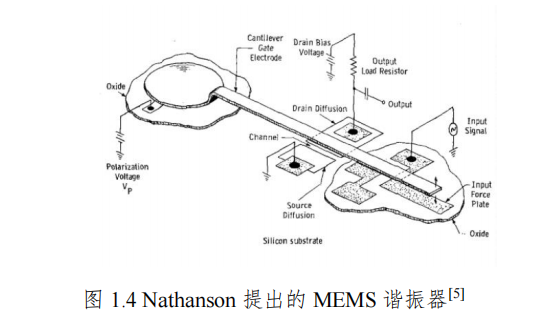 Cantilever
Gate
Electrode
Drain Bias
Voltage
Output
Load Resistor
Oxide
Output
Drain Diffusion
Input
Signal
Channel
Polarization
Voltage
VP
Input
Force
Plate
Source
Diffusion
Oxide
Silicon substrate
图 1.4 Nathanson 提出的 MEMS 谐振器[5]